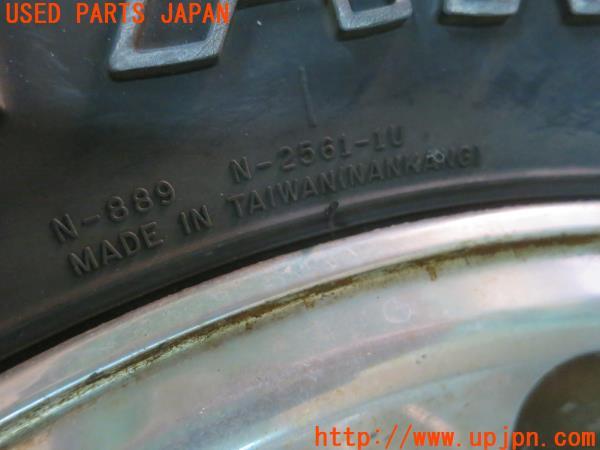 USED PARTS JAPAN
N-889 N-2561-1U
MADE IN TAIWAN(NANKANG)
http://www.upjpn.com